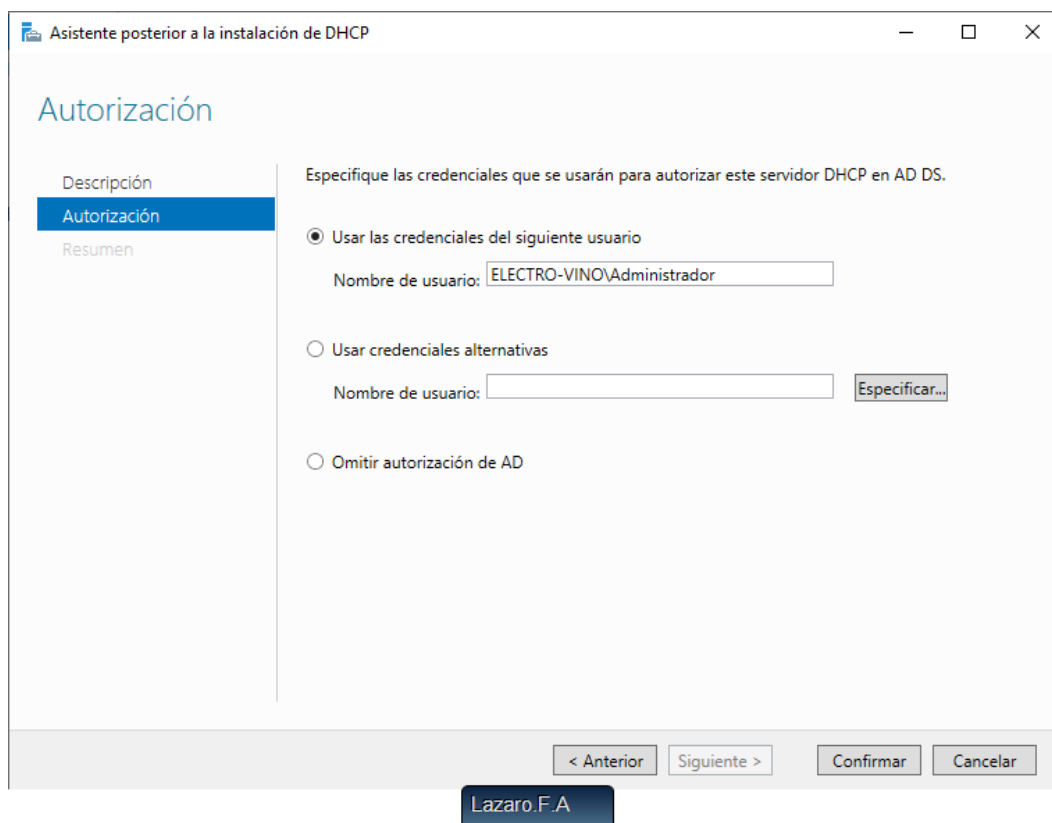 Asistente posterior a la instalación de DHCP
Autorización
Descripción
Autorización
Resumen
Especifique las credenciales que se usarán para autorizar este servidor DHCP en AD DS.
Usar las credenciales del siguiente usuario
Nombre de usuario: ELECTRO-VINO\Administrador
Usar credenciales alternativas
Nombre de usuario: Especificar...
Omitir autorización de AD
< Anterior Siguiente > Confirmar Cancelar
Lazaro.F.A